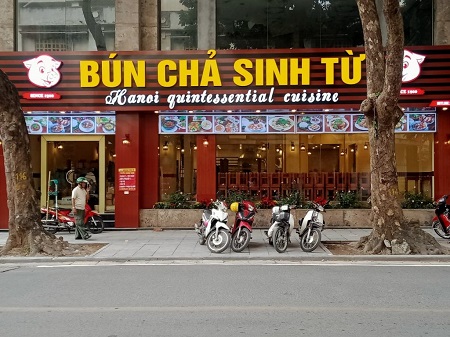 BÚN CHẢ SINH TỪ
Hanoi quintessential cuisine